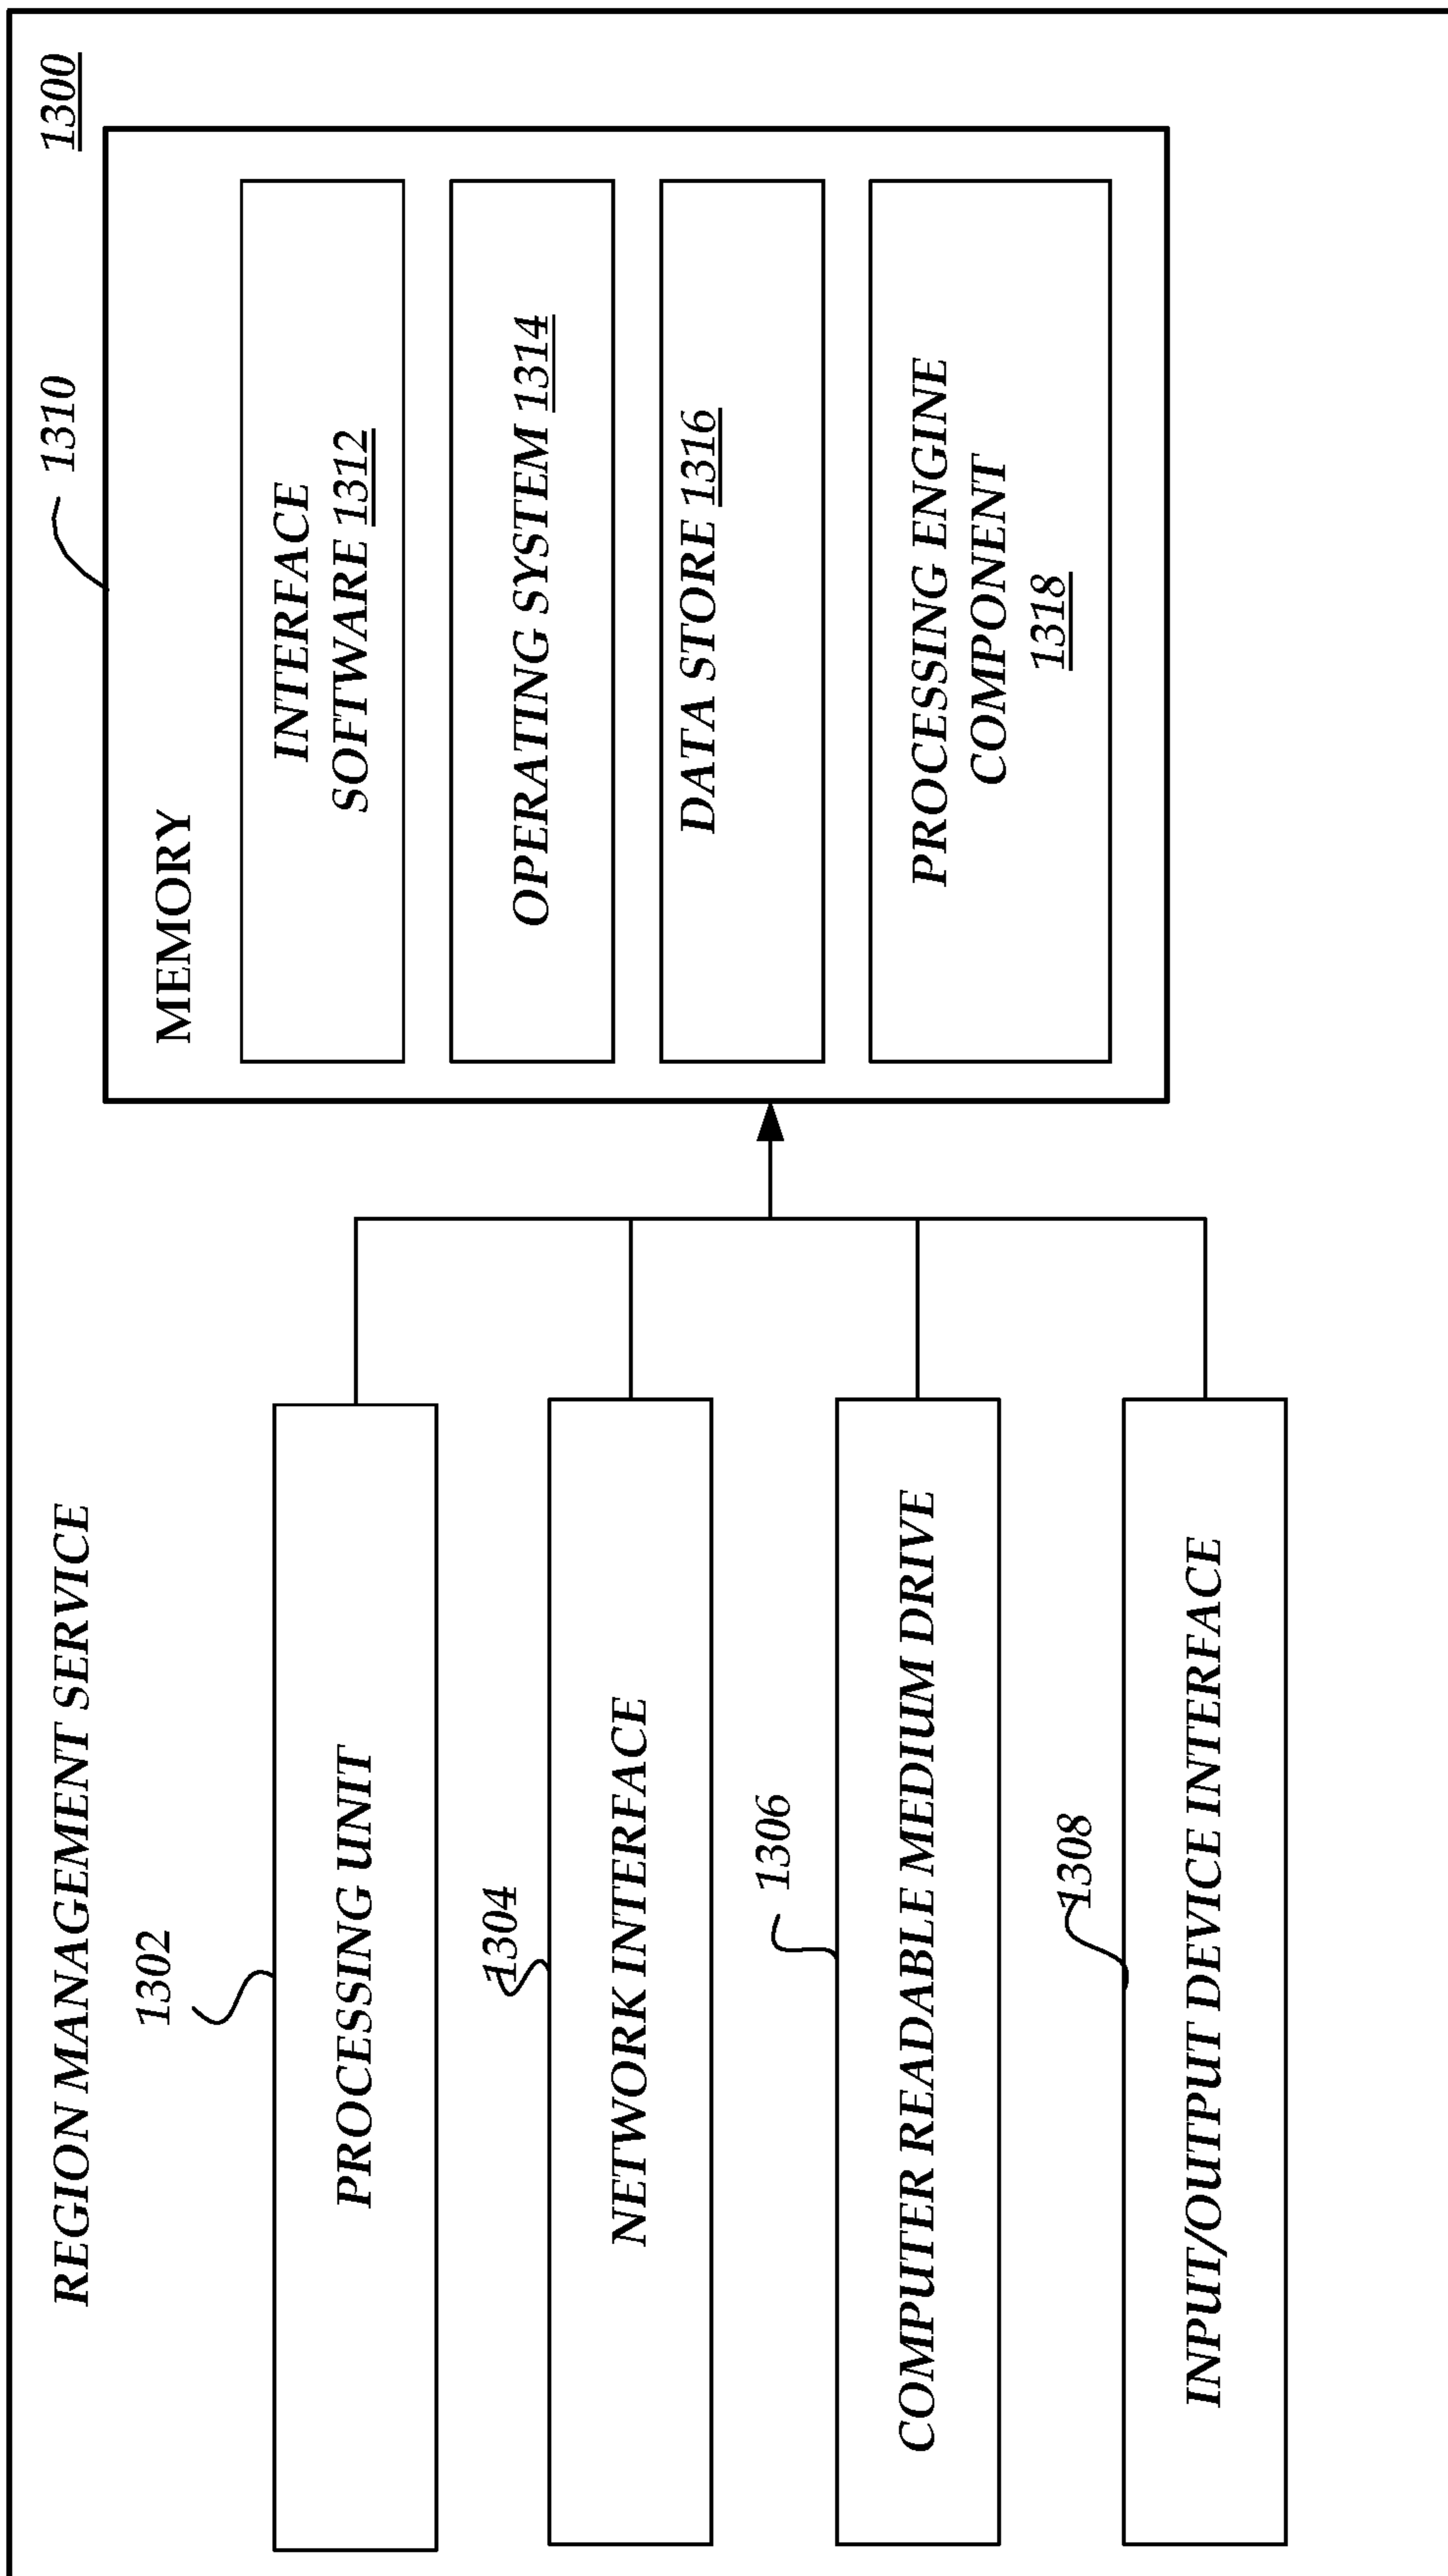 REGION MANAGEMENT SERVICE
1300
1302
PROCESSING UNIT
1304
NETWORK INTERFACE
1306
COMPUTER READABLE MEDIUM DRIVE
1308
INPUT/OUTPUT DEVICE INTERFACE
1310
MEMORY
INTERFACE
SOFTWARE 1312
OPERATING SYSTEM 1314
DATA STORE 1316
PROCESSING ENGINE
COMPONENT
1318